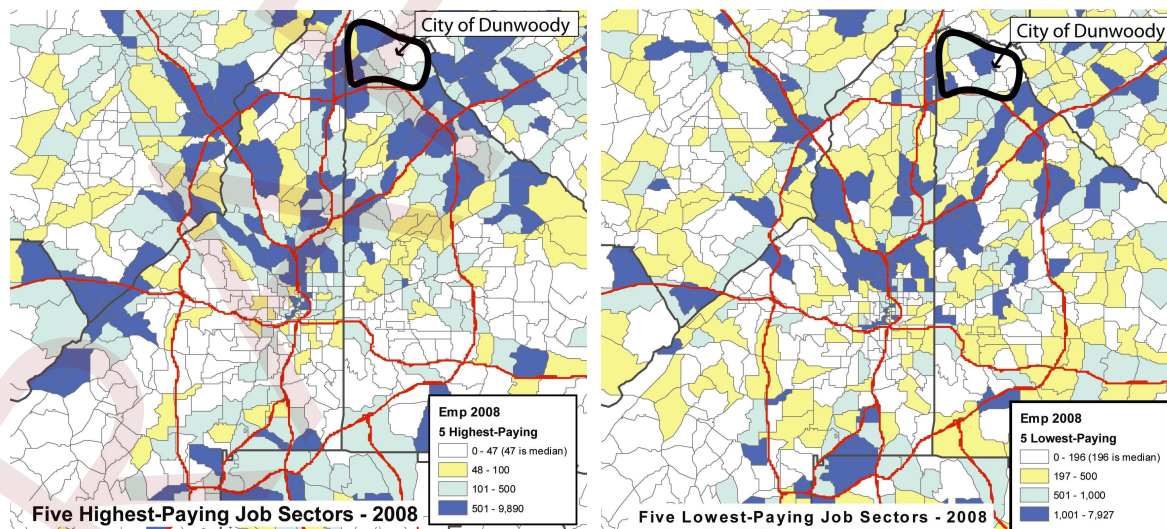 City of Dunwoody
Emp 2008
5 Highest-Paying
0 - 47 (47 is median)
48 - 100
101 - 500
501 - 9,890
Five Highest-Paying Job Sectors - 2008
City of Dunwoody
Emp 2008
5 Lowest-Paying
0 - 196 (196 is median)
197 - 500
501 - 1,000
1,001 - 7,927
Five Lowest-Paying Job Sectors - 2008